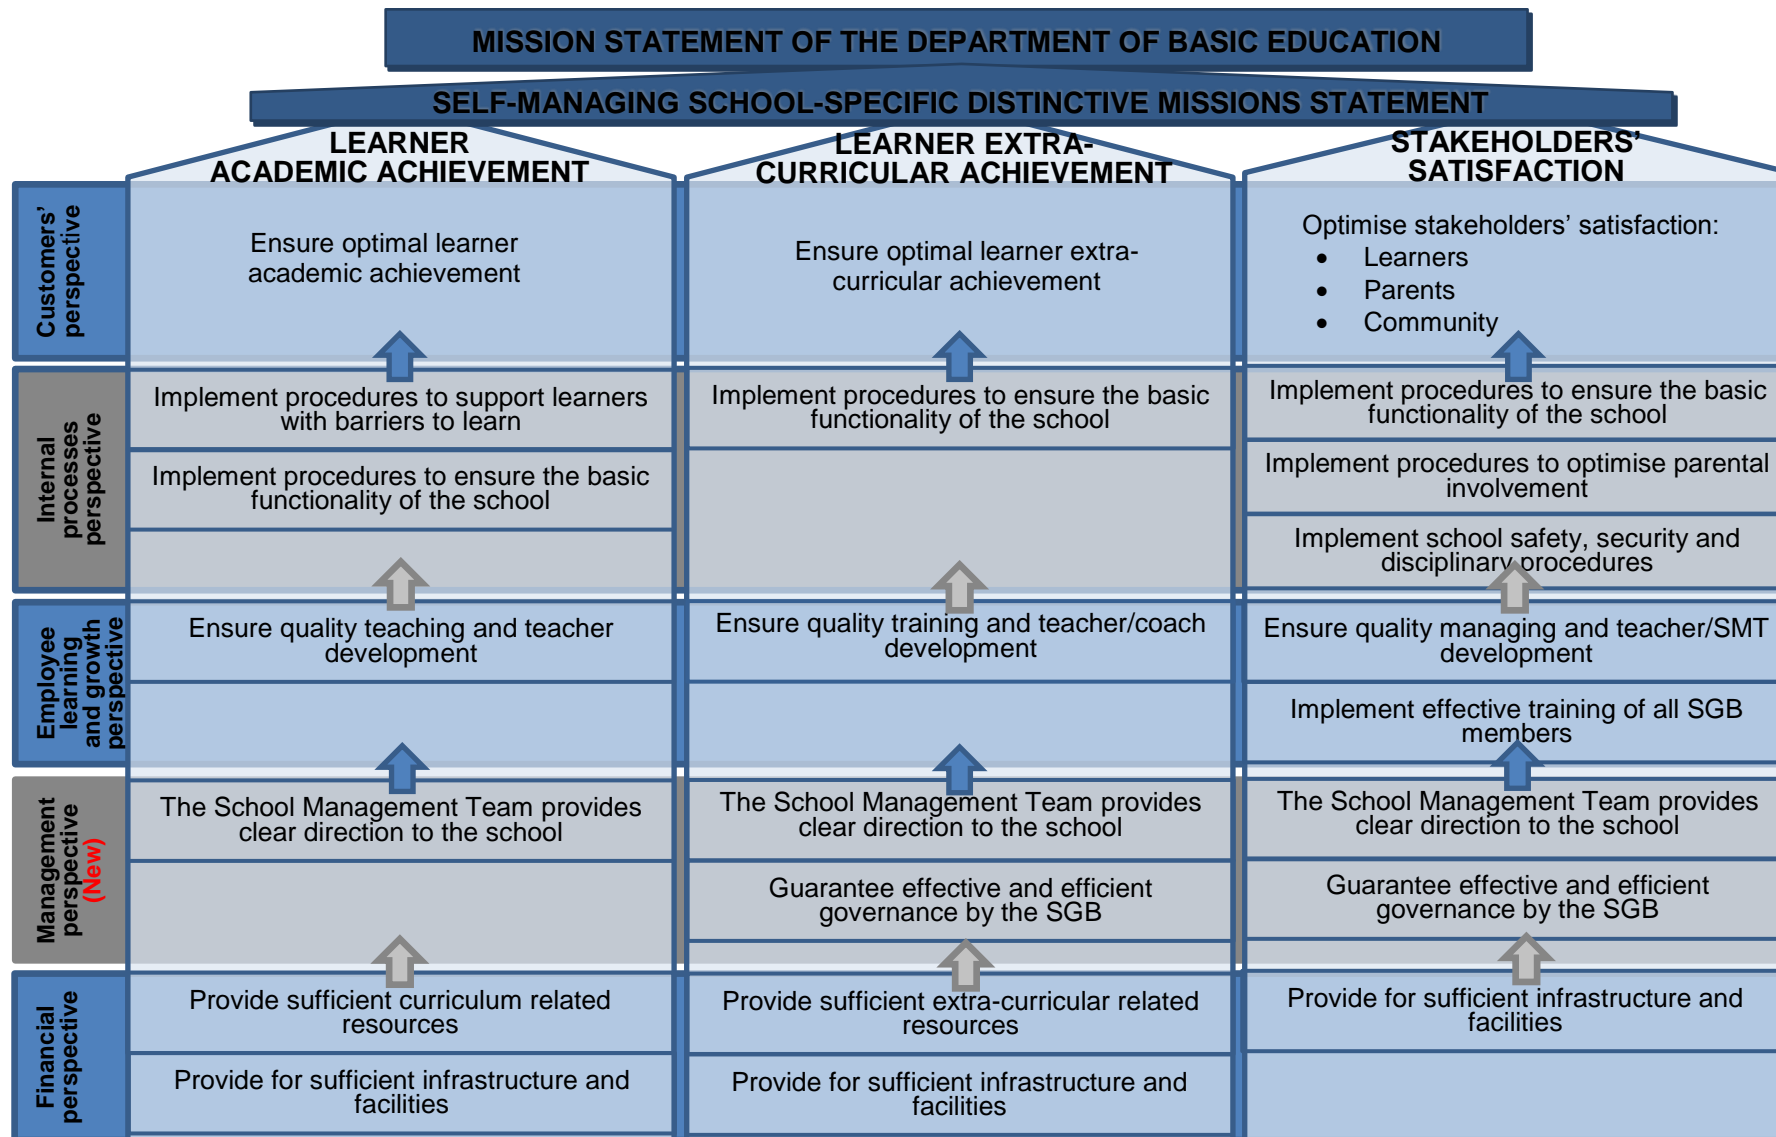 MISSION STATEMENT OF THE DEPARTMENT OF BASIC EDUCATION
SELF-MANAGING SCHOOL-SPECIFIC DISTINCTIVE MISSIONS STATEMENT
LEARNER
ACADEMIC ACHIEVEMENT
LEARNER EXTRA-
CURRICULAR ACHIEVEMENT
STAKEHOLDERS’
SATISFACTION
Customers’
perspective
Ensure optimal learner
academic achievement
Ensure optimal learner extra-
curricular achievement
Optimise stakeholders’ satisfaction:
• Learners
• Parents
• Community
Internal
processes
perspective
Implement procedures to support learners
with barriers to learn
Implement procedures to ensure the basic
functionality of the school
Implement procedures to ensure the basic
functionality of the school
Implement procedures to ensure the basic
functionality of the school
Implement procedures to optimise parental
involvement
Implement school safety, security and
disciplinary procedures
Employee
learning
and growth
perspective
Ensure quality teaching and teacher
development
Ensure quality training and teacher/coach
development
Ensure quality managing and teacher/SMT
development
Implement effective training of all SGB
members
Management
perspective
(New)
The School Management Team provides
clear direction to the school
The School Management Team provides
clear direction to the school
Guarantee effective and efficient
governance by the SGB
The School Management Team provides
clear direction to the school
Guarantee effective and efficient
governance by the SGB
Financial
perspective
Provide sufficient curriculum related
resources
Provide for sufficient infrastructure and
facilities
Provide sufficient extra-curricular related
resources
Provide for sufficient infrastructure and
facilities
Provide for sufficient infrastructure and
facilities